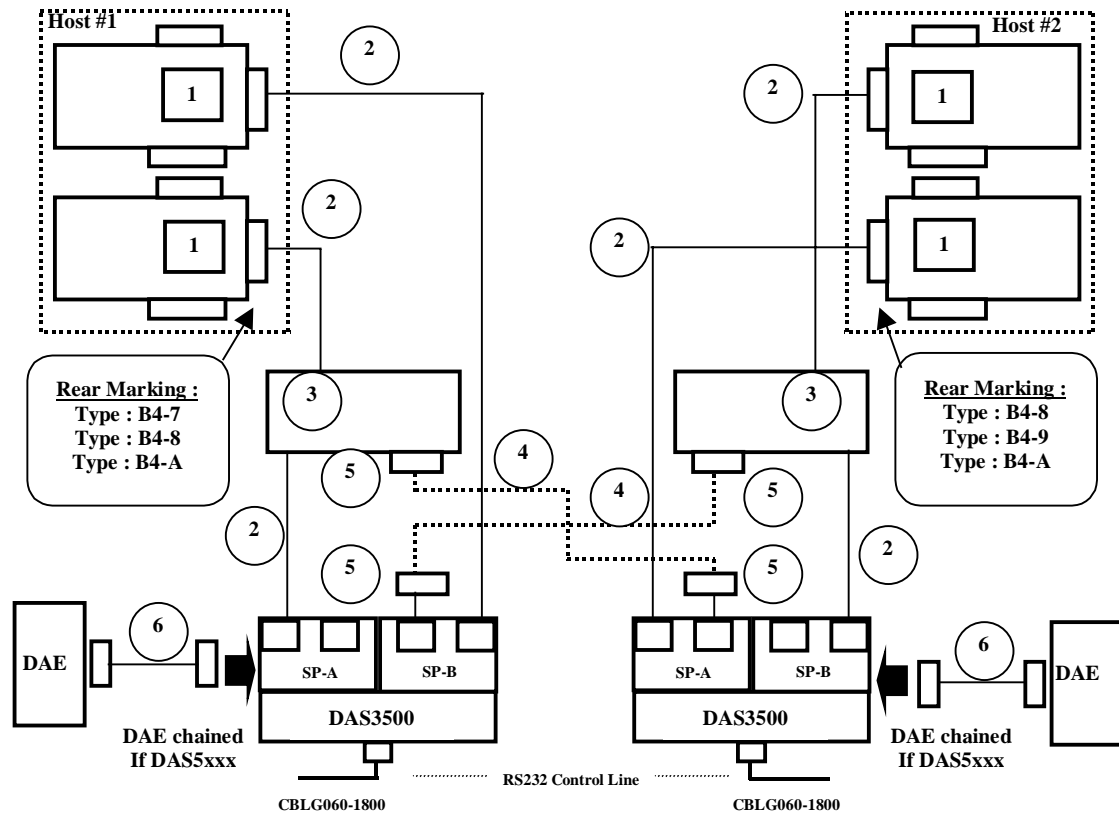 Host #1
Host #2
2
2
1
1
2
2
1
1
Rear Marking :
Type : B4-7
Type : B4-8
Type : B4-A
Rear Marking :
Type : B4-8
Type : B4-9
Type : B4-A
3
3
4
4
5
5
2
2
5
5
6
6
DAE
DAE
SP-A
SP-B
SP-A
SP-B
DAS3500
DAS3500
DAE chained
If DAS5xxx
DAE chained
If DAS5xxx
RS232 Control Line
CBLG060-1800
CBLG060-1800